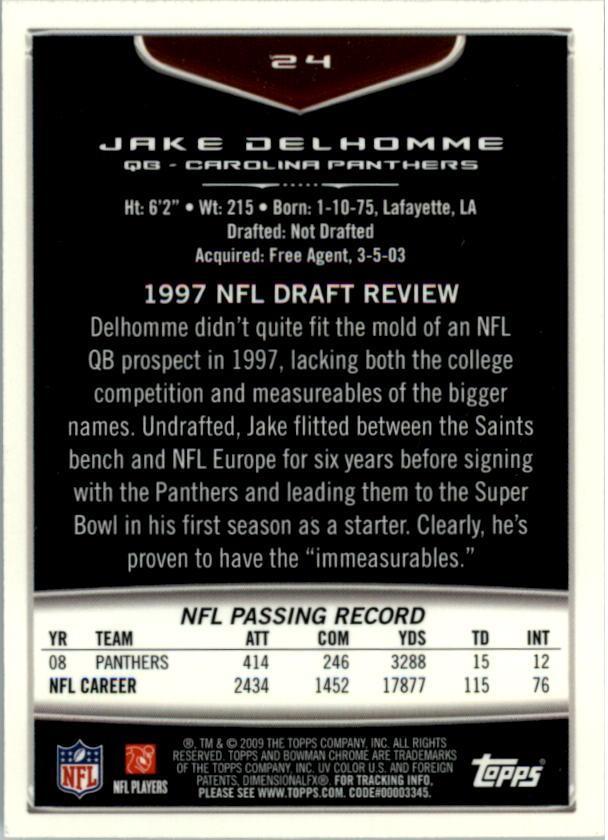 24
JAKE DELHOMME
QB - CAROLINA PANTHERS
Ht: 6'2" • Wt: 215 • Born: 1-10-75, Lafayette, LA
Drafted: Not Drafted
Acquired: Free Agent, 3-5-03
1997 NFL DRAFT REVIEW
Delhomme didn't quite fit the mold of an NFL
QB prospect in 1997, lacking both the college
competition and measureables of the bigger
names. Undrafted, Jake flitted between the Saints
bench and NFL Europe for six years before signing
with the Panthers and leading them to the Super
Bowl in his first season as a starter. Clearly, he's
proven to have the "immeasurables."
NFL PASSING RECORD
YR TEAM ATT COM YDS TD INT
08 PANTHERS 414 246 3288 15 12
NFL CAREER 2434 1452 17877 115 76
®, TM & © 2009 THE TOPPS COMPANY, INC. ALL RIGHTS
RESERVED. TOPPS AND BOWMAN CHROME ARE TRADEMARKS
OF THE TOPPS COMPANY, INC. UV COLOR U.S. AND FOREIGN
PATENTS. DIMENSIONALFX®. FOR TRACKING INFO.
PLEASE SEE WWW.TOPPS.COM. CODE#00003345.
NFL
NFL PLAYERS
topps®